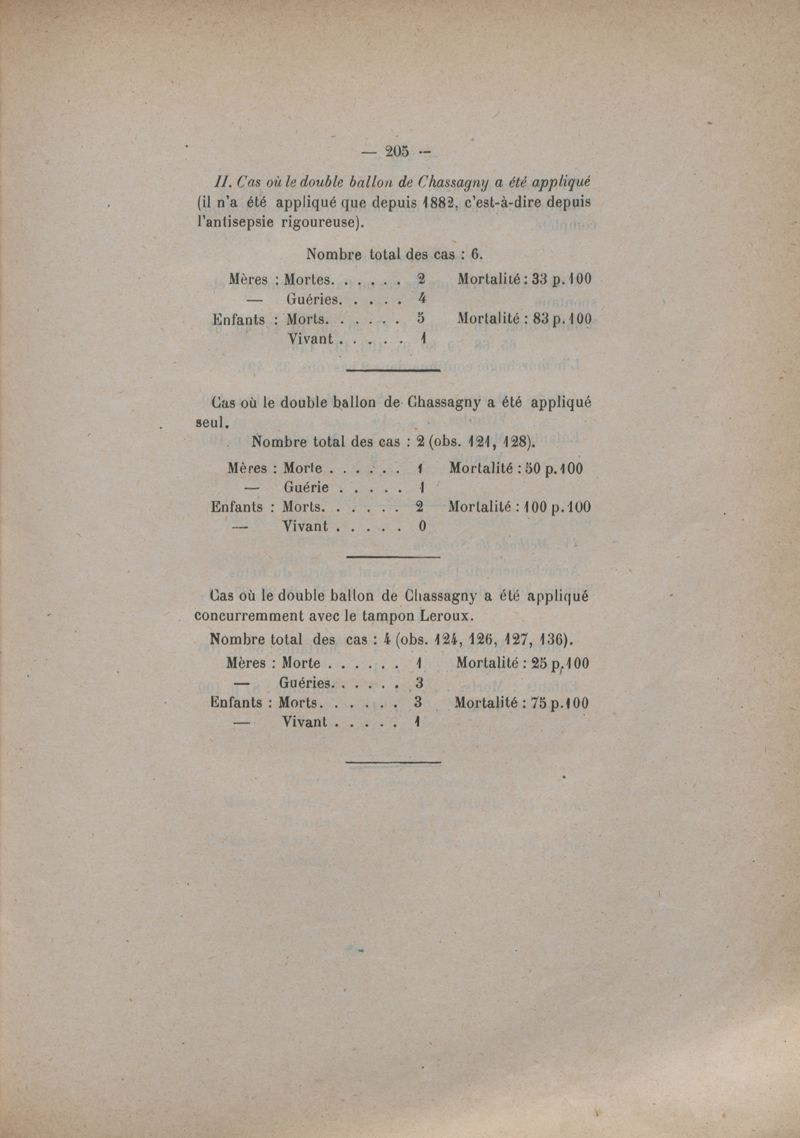 — 205 —
II. Cas où le double ballon de Chassagny a été appliqué
(il n'a été appliqué que depuis 1882, c'est-à-dire depuis
l'antisepsie rigoureuse).
Nombre total des cas : 6.
Mères : Mortes. . . . . . 2 Mortalité : 33 p. 100
— Guéries. . . . . 4
Enfants : Morts. . . . . . 5 Mortalité : 83 p. 100
Vivant . . . . . 1
Cas où le double ballon de Chassagny a été appliqué
seul.
Nombre total des cas : 2 (obs. 121, 128).
Mères : Morte . . . . . . 1 Mortalité : 50 p. 100
— Guérie . . . . . 1
Enfants : Morts. . . . . . 2 Mortalité : 100 p. 100
— Vivant . . . . . 0
Cas où le double ballon de Chassagny a été appliqué
concurremment avec le tampon Leroux.
Nombre total des cas : 4 (obs. 124, 126, 127, 136).
Mères : Morte . . . . . . 1 Mortalité : 25 p. 100
— Guéries. . . . . . 3
Enfants : Morts. . . . . . 3 Mortalité : 75 p. 100
— Vivant . . . . . 1